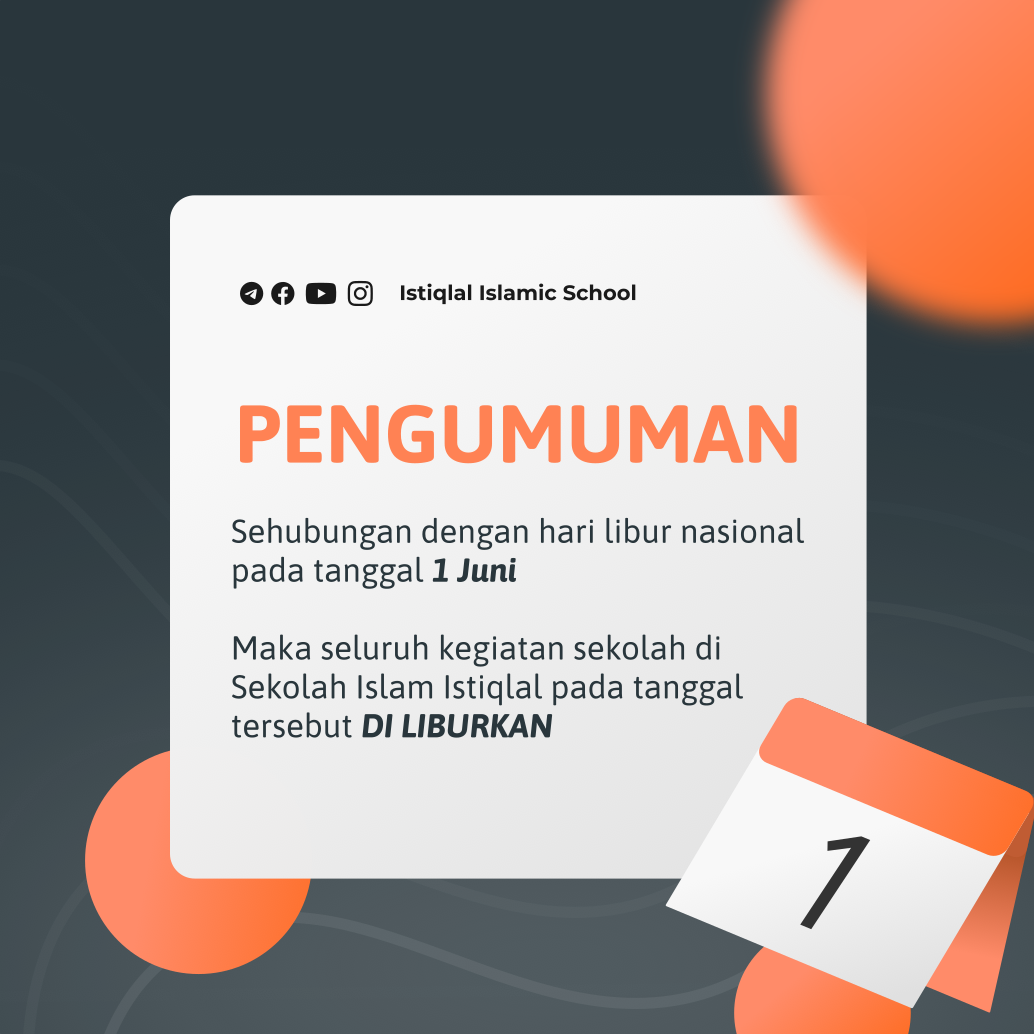 Istiqlal Islamic School
PENGUMUMAN
Sehubungan dengan hari libur nasional
pada tanggal 1 Juni
Maka seluruh kegiatan sekolah di
Sekolah Islam Istiqlal pada tanggal
tersebut DI LIBURKAN
1